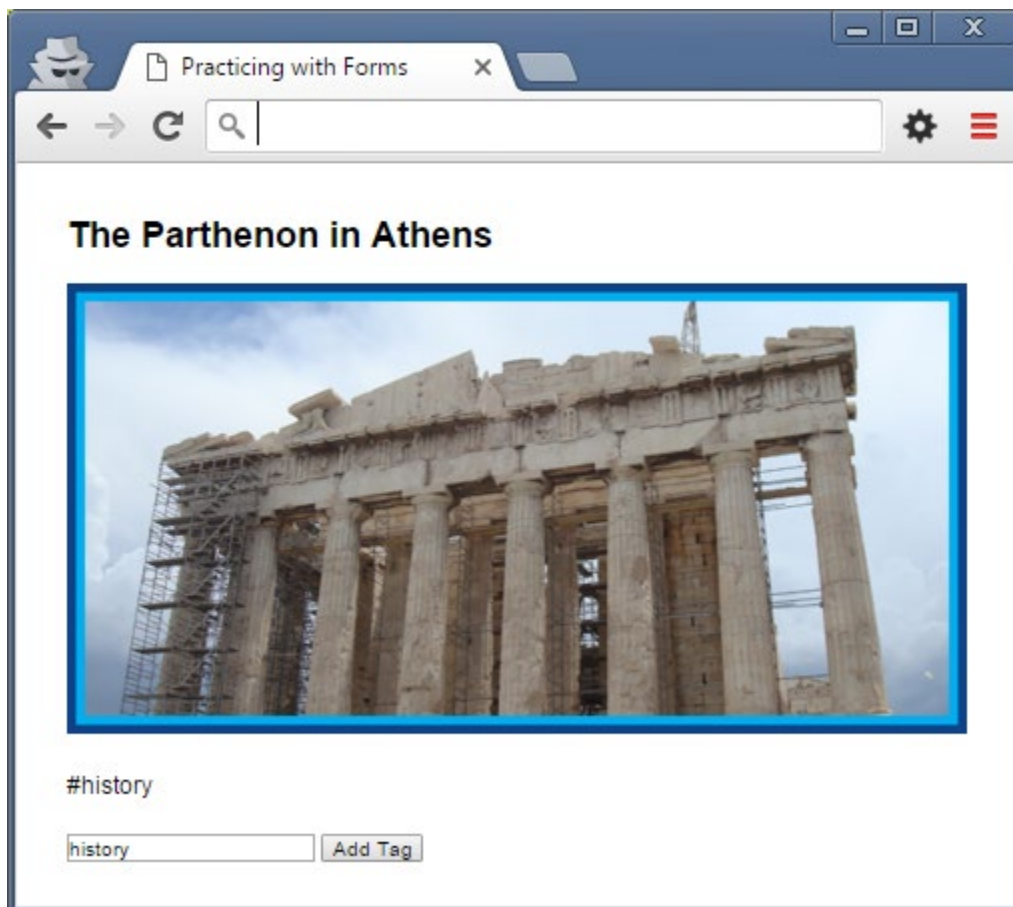 Practicing with Forms
The Parthenon in Athens
#history
history Add Tag